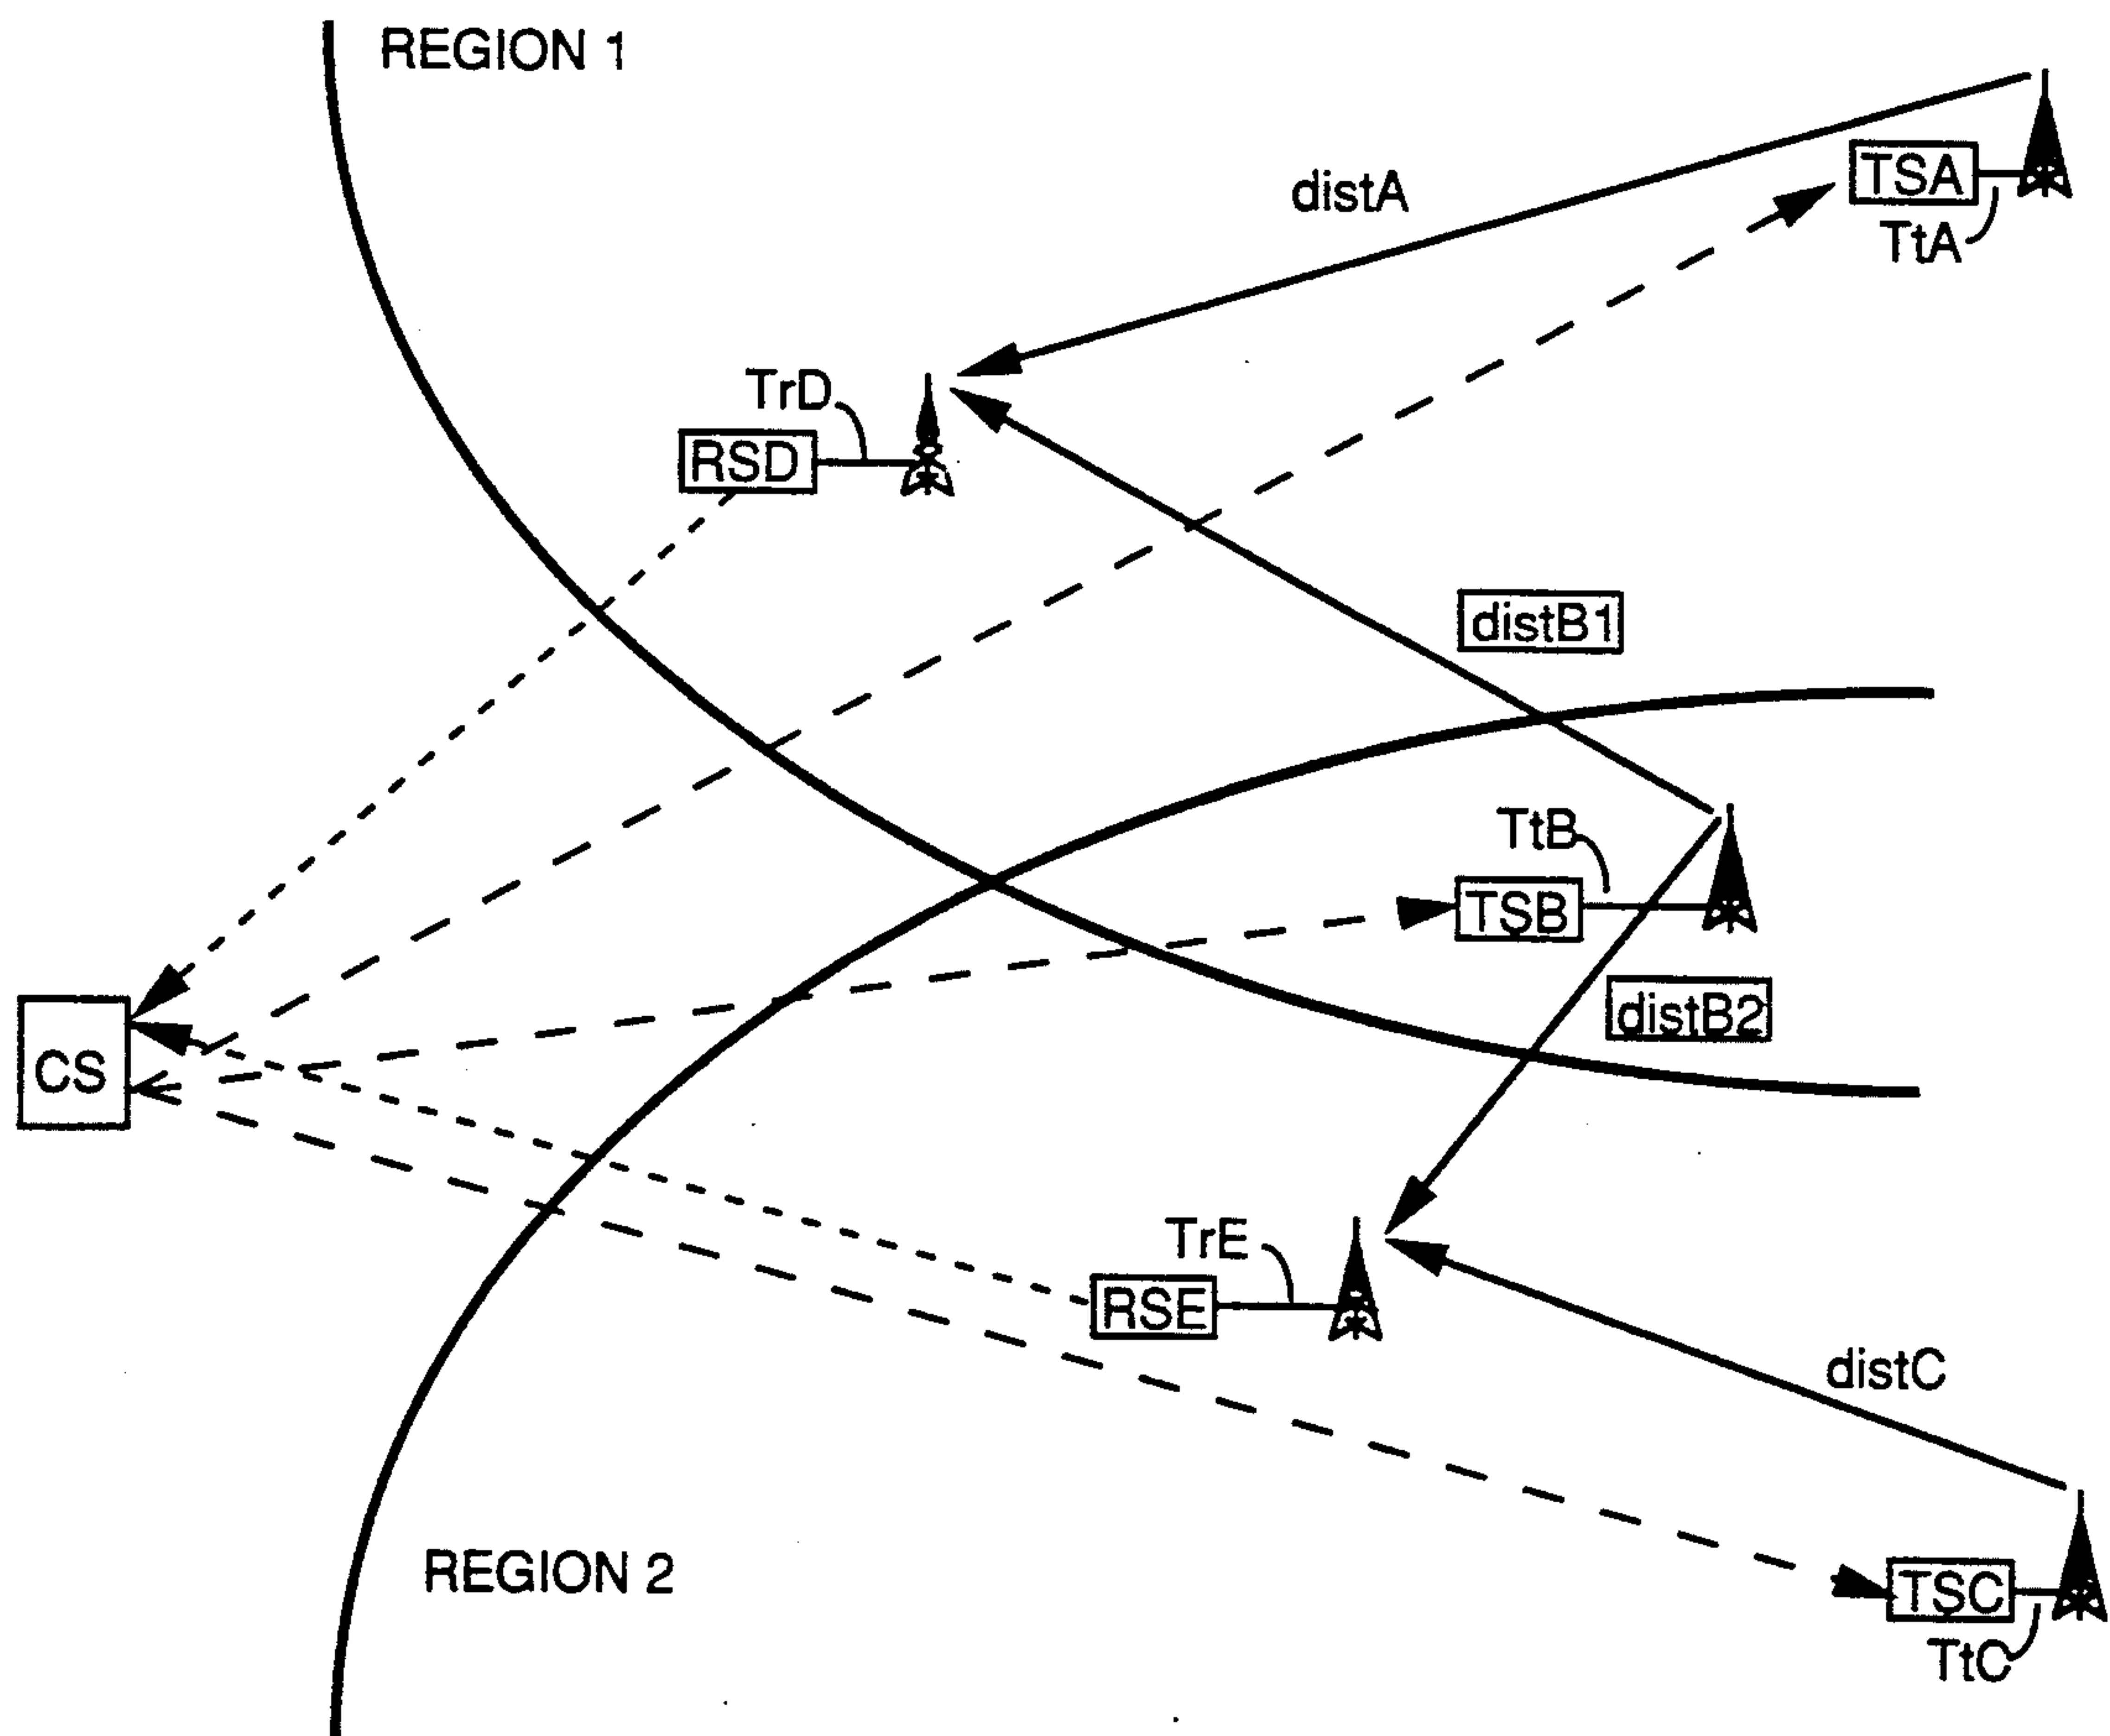 REGION 1
TSA
distA
TtA
TrD
RSD
distB1
TtB
TSB
distB2
CS
TrE
RSE
distC
REGION 2
TSC
TtC